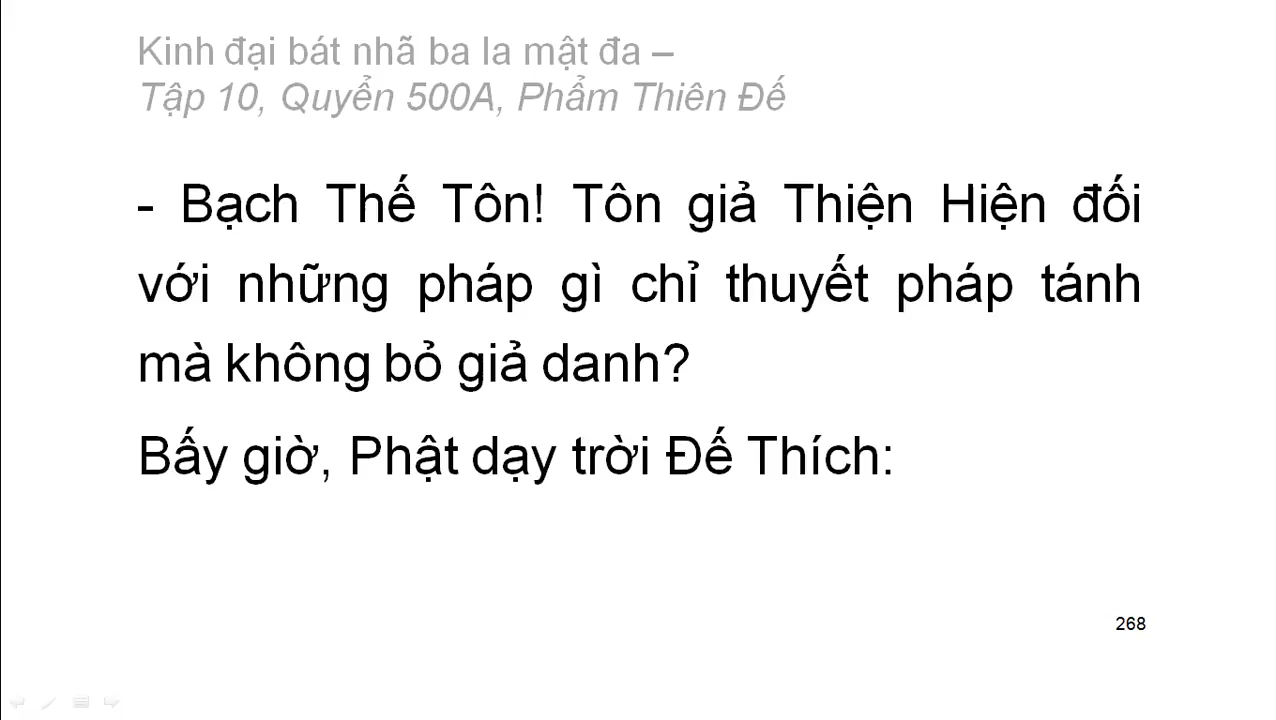 Kinh đại bát nhã ba la mật đa –
Tập 10, Quyển 500A, Phẩm Thiên Đế
- Bạch Thế Tôn! Tôn giả Thiện Hiện đối
với những pháp gì chỉ thuyết pháp tánh
mà không bỏ giả danh?
Bấy giờ, Phật dạy trời Đế Thích:
268